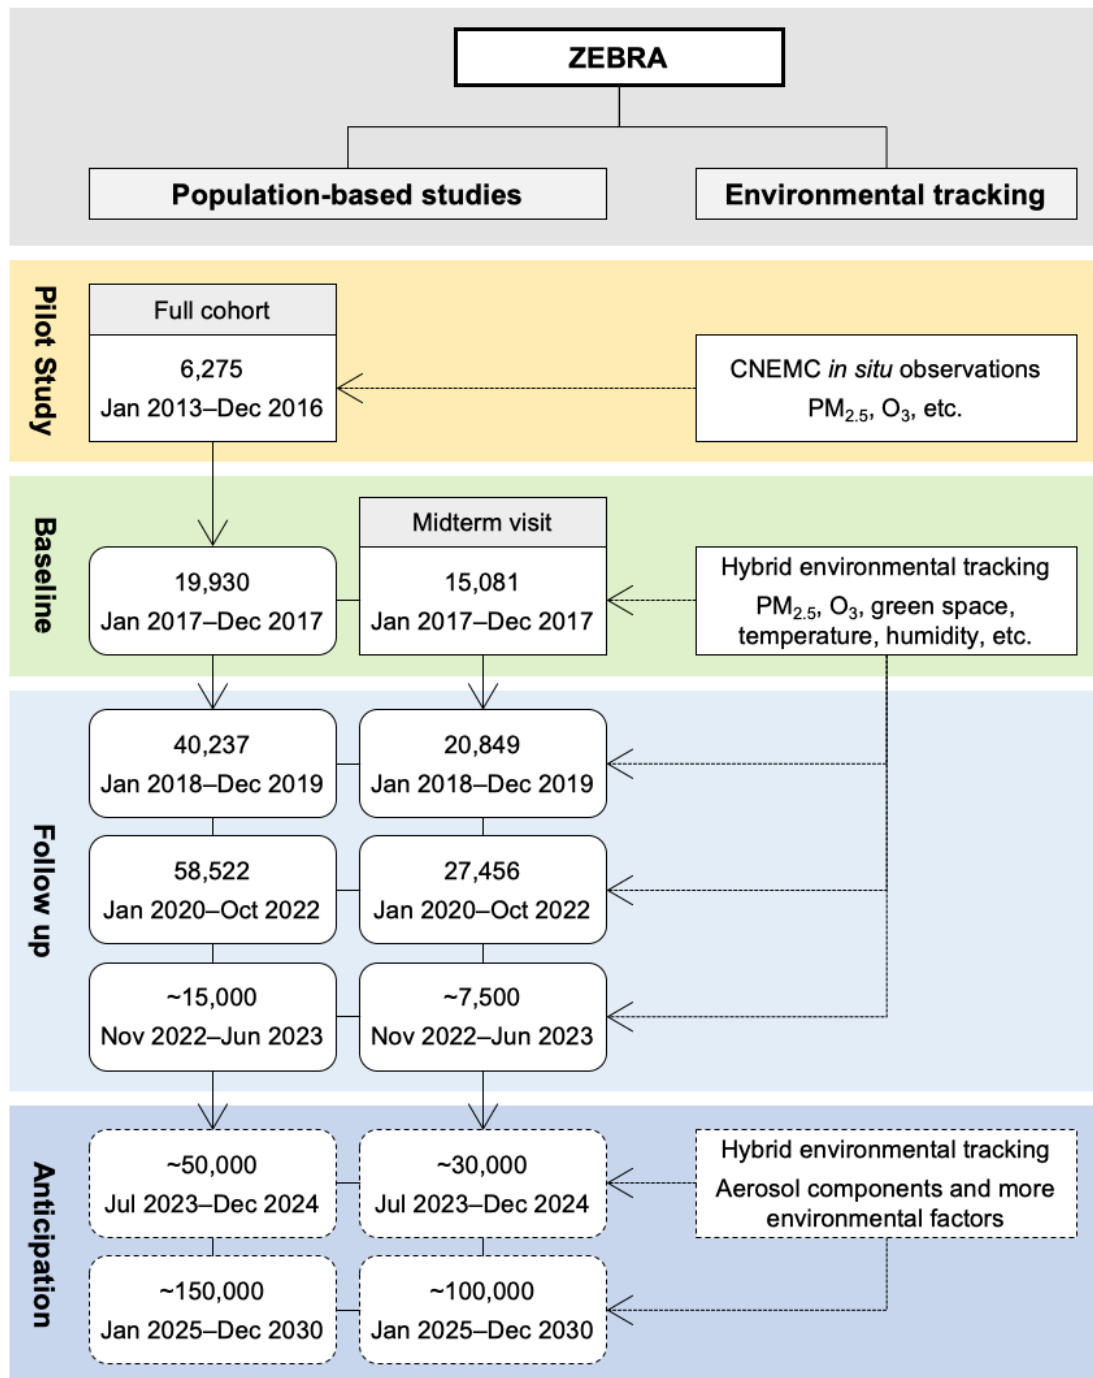 ZEBRA
Population-based studies
Environmental tracking
Pilot Study
Full cohort
6,275
Jan 2013–Dec 2016
CNEMC in situ observations
PM2.5, O3, etc.
Baseline
19,930
Jan 2017–Dec 2017
Midterm visit
15,081
Jan 2017–Dec 2017
Hybrid environmental tracking
PM2.5, O3, green space,
temperature, humidity, etc.
Follow up
40,237
Jan 2018–Dec 2019
20,849
Jan 2018–Dec 2019
58,522
Jan 2020–Oct 2022
27,456
Jan 2020–Oct 2022
~15,000
Nov 2022–Jun 2023
~7,500
Nov 2022–Jun 2023
Anticipation
~50,000
Jul 2023–Dec 2024
~30,000
Jul 2023–Dec 2024
Hybrid environmental tracking
Aerosol components and more
environmental factors
~150,000
Jan 2025–Dec 2030
~100,000
Jan 2025–Dec 2030